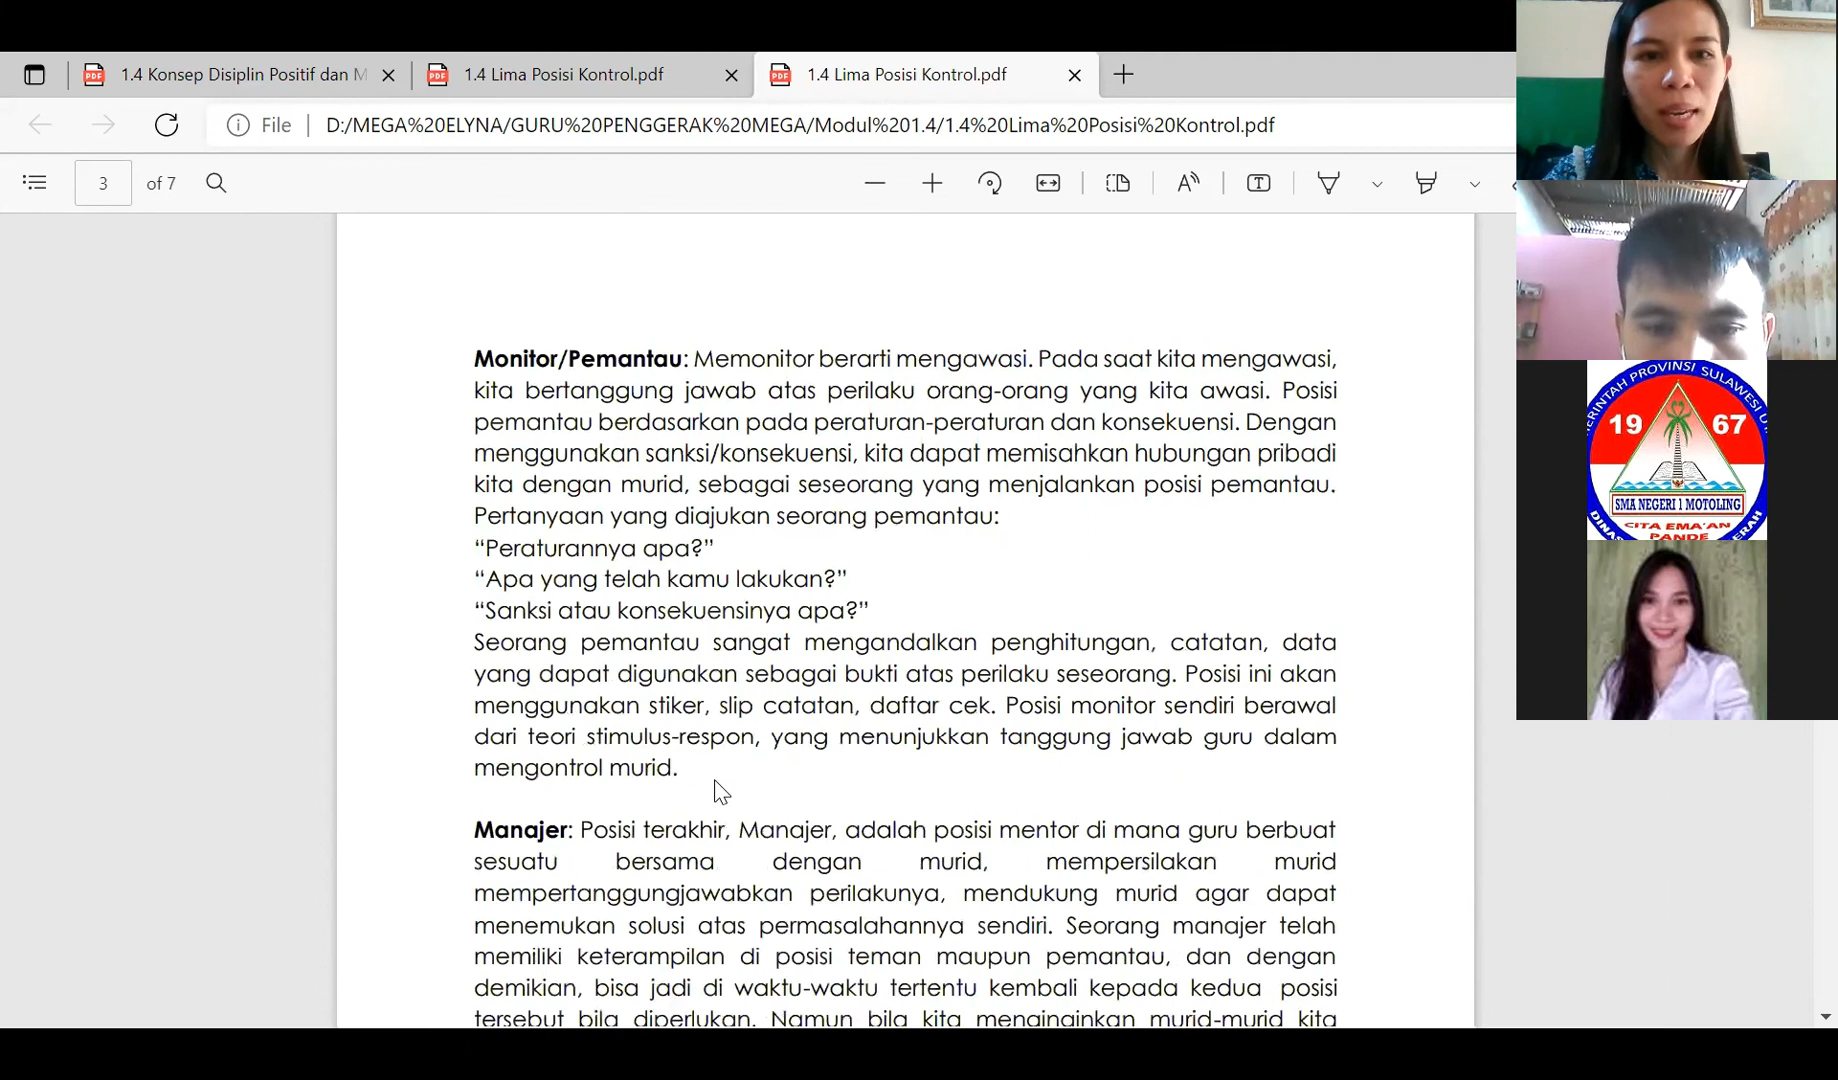 1.4 Konsep Disiplin Positif dan M
1.4 Lima Posisi Kontrol.pdf
1.4 Lima Posisi Kontrol.pdf
File
D:/MEGA%20ELYNA/GURU%20PENGGERAK%20MEGA/Modul%201.4/1.4%20Lima%20Posisi%20Kontrol.pdf
3 of 7
Monitor/Pemantau: Memonitor berarti mengawasi. Pada saat kita mengawasi,
kita bertanggung jawab atas perilaku orang-orang yang kita awasi. Posisi
pemantau berdasarkan pada peraturan-peraturan dan konsekuensi. Dengan
menggunakan sanksi/konsekuensi, kita dapat memisahkan hubungan pribadi
kita dengan murid, sebagai seseorang yang menjalankan posisi pemantau.
Pertanyaan yang diajukan seorang pemantau:
“Peraturannya apa?”
“Apa yang telah kamu lakukan?”
“Sanksi atau konsekuensinya apa?”
Seorang pemantau sangat mengandalkan penghitungan, catatan, data
yang dapat digunakan sebagai bukti atas perilaku seseorang. Posisi ini akan
menggunakan stiker, slip catatan, daftar cek. Posisi monitor sendiri berawal
dari teori stimulus-respon, yang menunjukkan tanggung jawab guru dalam
mengontrol murid.
Manajer: Posisi terakhir, Manajer, adalah posisi mentor di mana guru berbuat
sesuatu bersama dengan murid, mempersilakan murid
mempertanggungjawabkan perilakunya, mendukung murid agar dapat
menemukan solusi atas permasalahannya sendiri. Seorang manajer telah
memiliki keterampilan di posisi teman maupun pemantau, dan dengan
demikian, bisa jadi di waktu-waktu tertentu kembali kepada kedua posisi
tersebut bila diperlukan. Namun bila kita menginginkan murid-murid kita
PROVINSI SULAWESI
19 67
SMA NEGERI 1 MOTOLING
CITA EMA'AN
PANDE